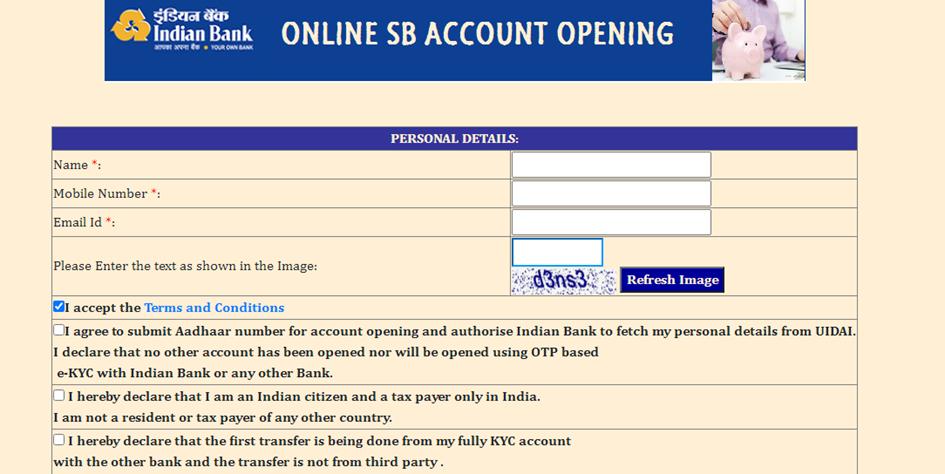 इंडियन बैंक
Indian Bank
आपका अपना बैंक YOUR OWN BANK
ONLINE SB ACCOUNT OPENING
PERSONAL DETAILS:
Name *:
Mobile Number *:
Email Id *:
Please Enter the text as shown in the Image:
d3ns3
Refresh Image
I accept the Terms and Conditions
I agree to submit Aadhaar number for account opening and authorise Indian Bank to fetch my personal details from UIDAI.
I declare that no other account has been opened nor will be opened using OTP based
e-KYC with Indian Bank or any other Bank.
I hereby declare that I am an Indian citizen and a tax payer only in India.
I am not a resident or tax payer of any other country.
I hereby declare that the first transfer is being done from my fully KYC account
with the other bank and the transfer is not from third party .